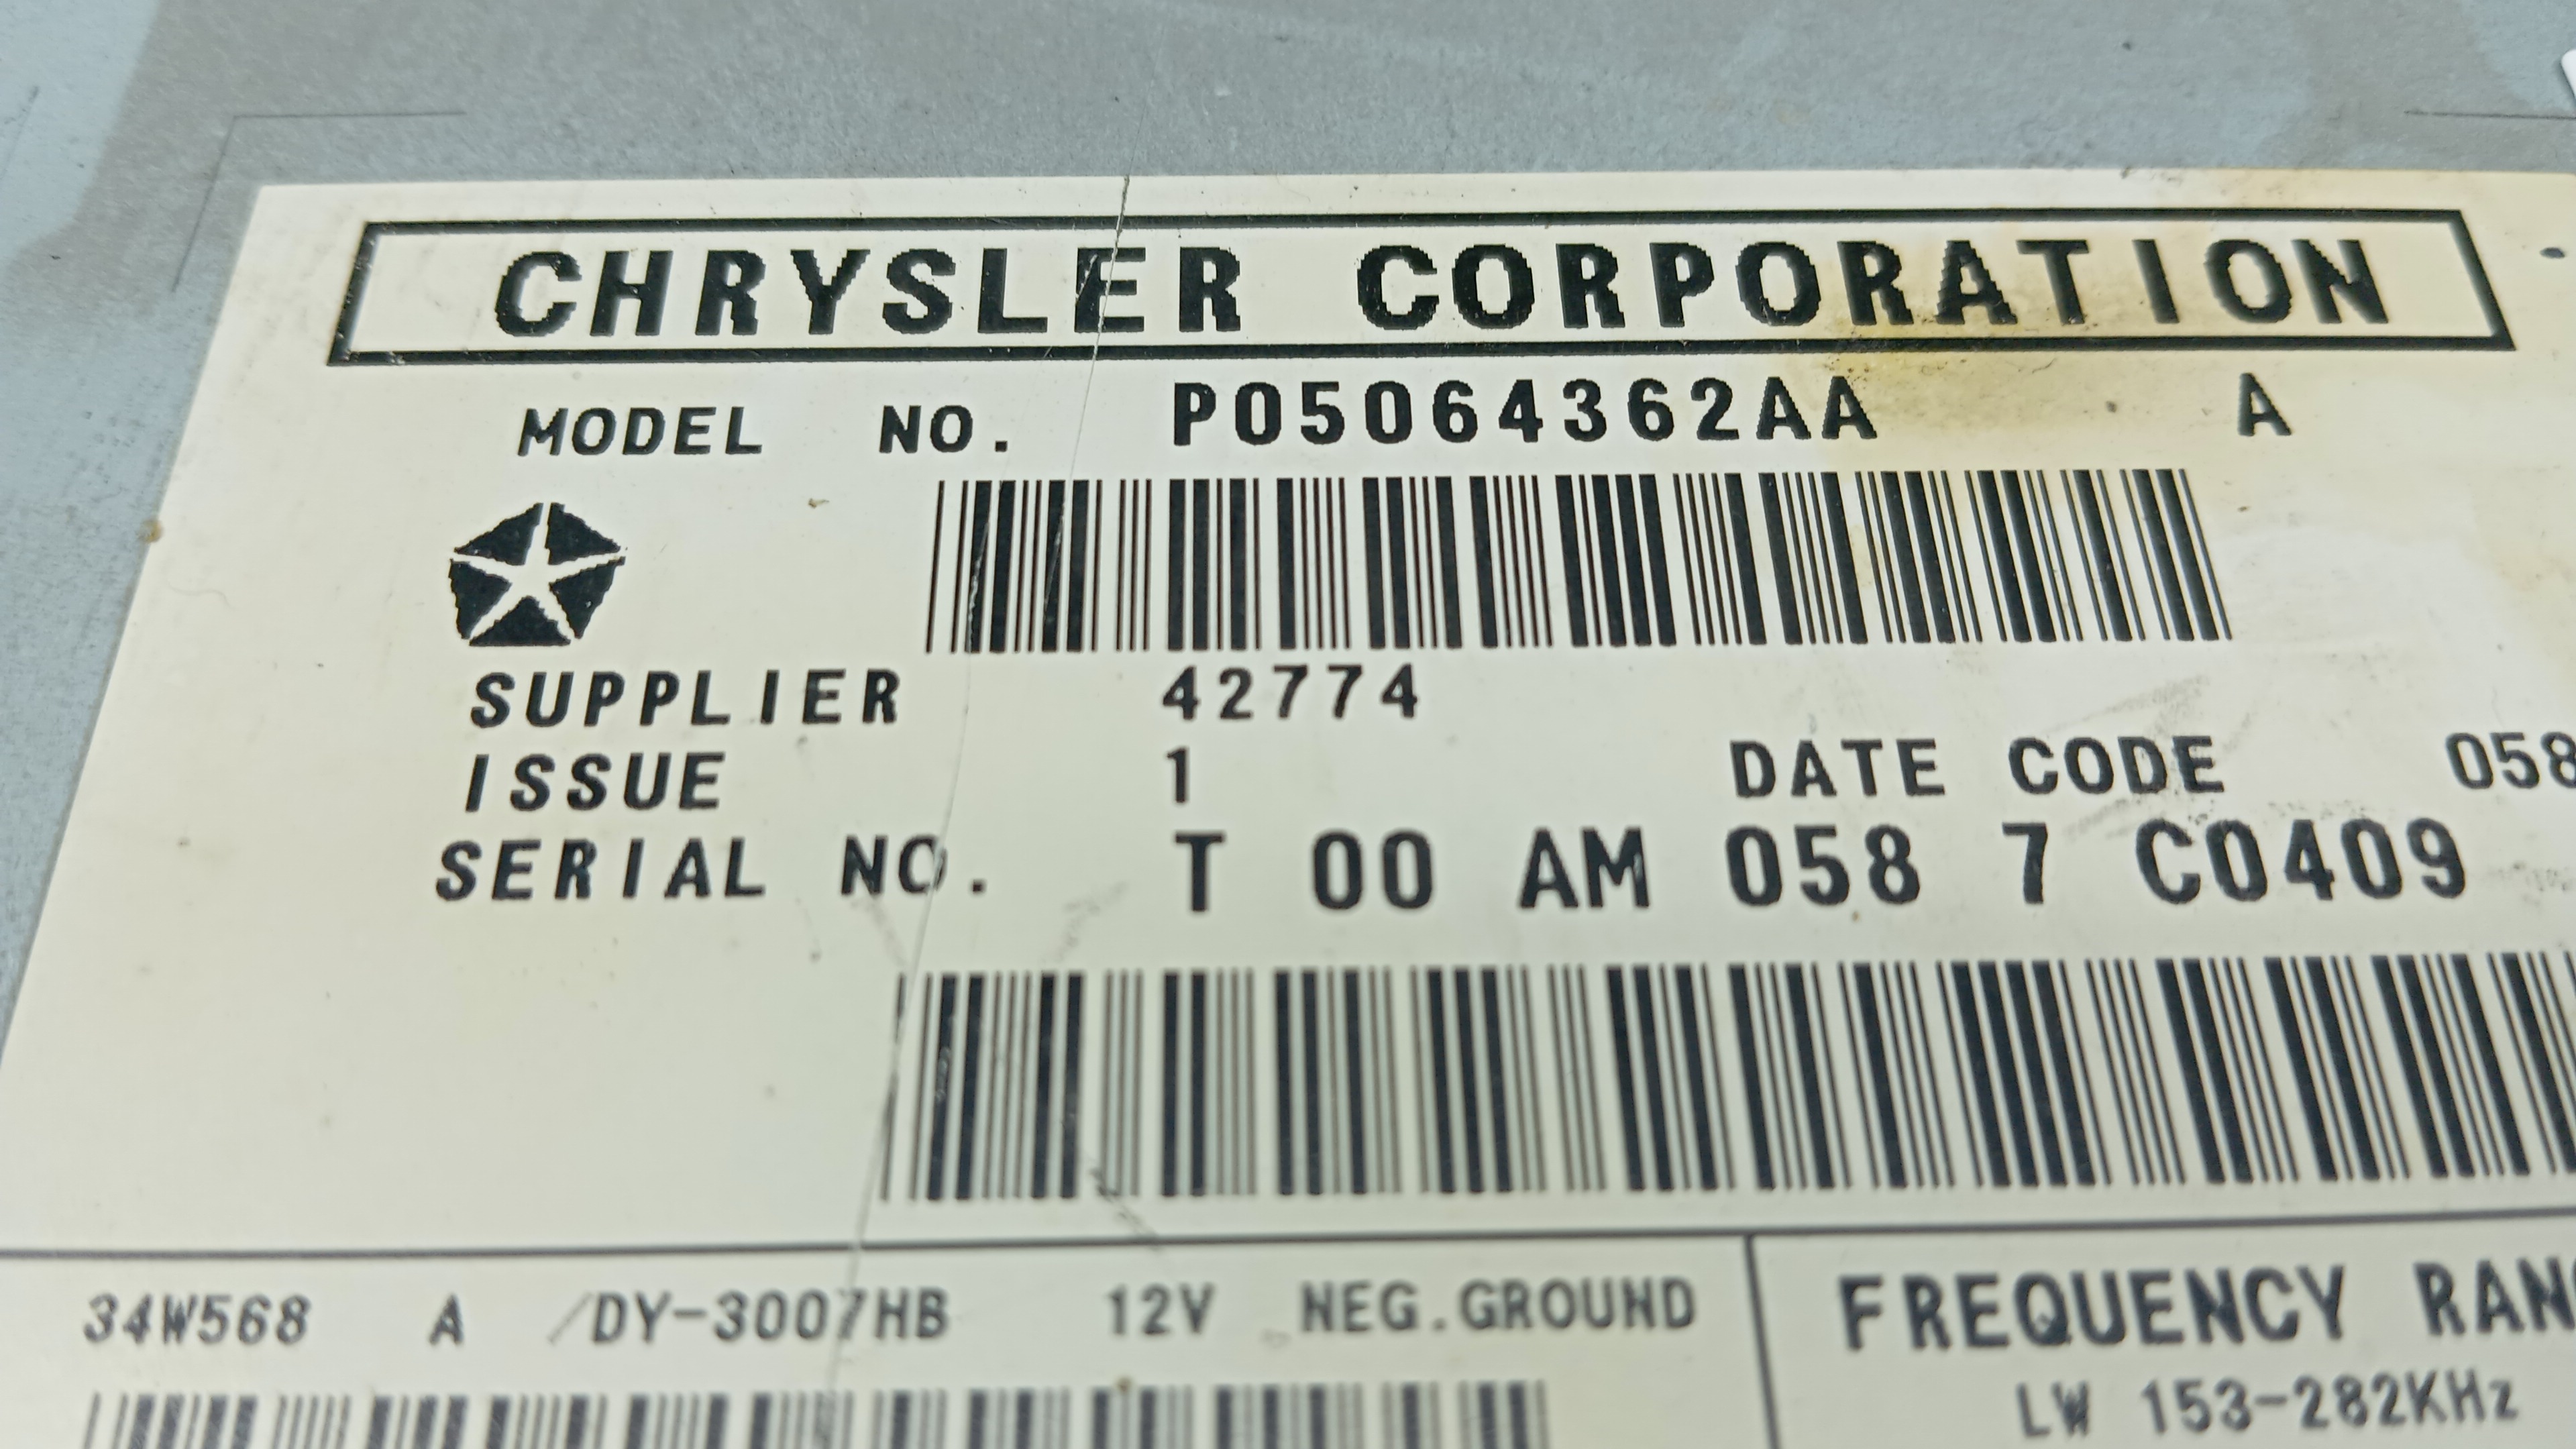 CHRYSLER CORPORATION
MODEL NO. P05064362AA A
SUPPLIER 42774
ISSUE 1 DATE CODE 058
SERIAL NO. T 00 AM 058 7 C0409
34W568 A /DY-3007HB 12V NEG.GROUND
FREQUENCY RANG
LW 153-282KHz